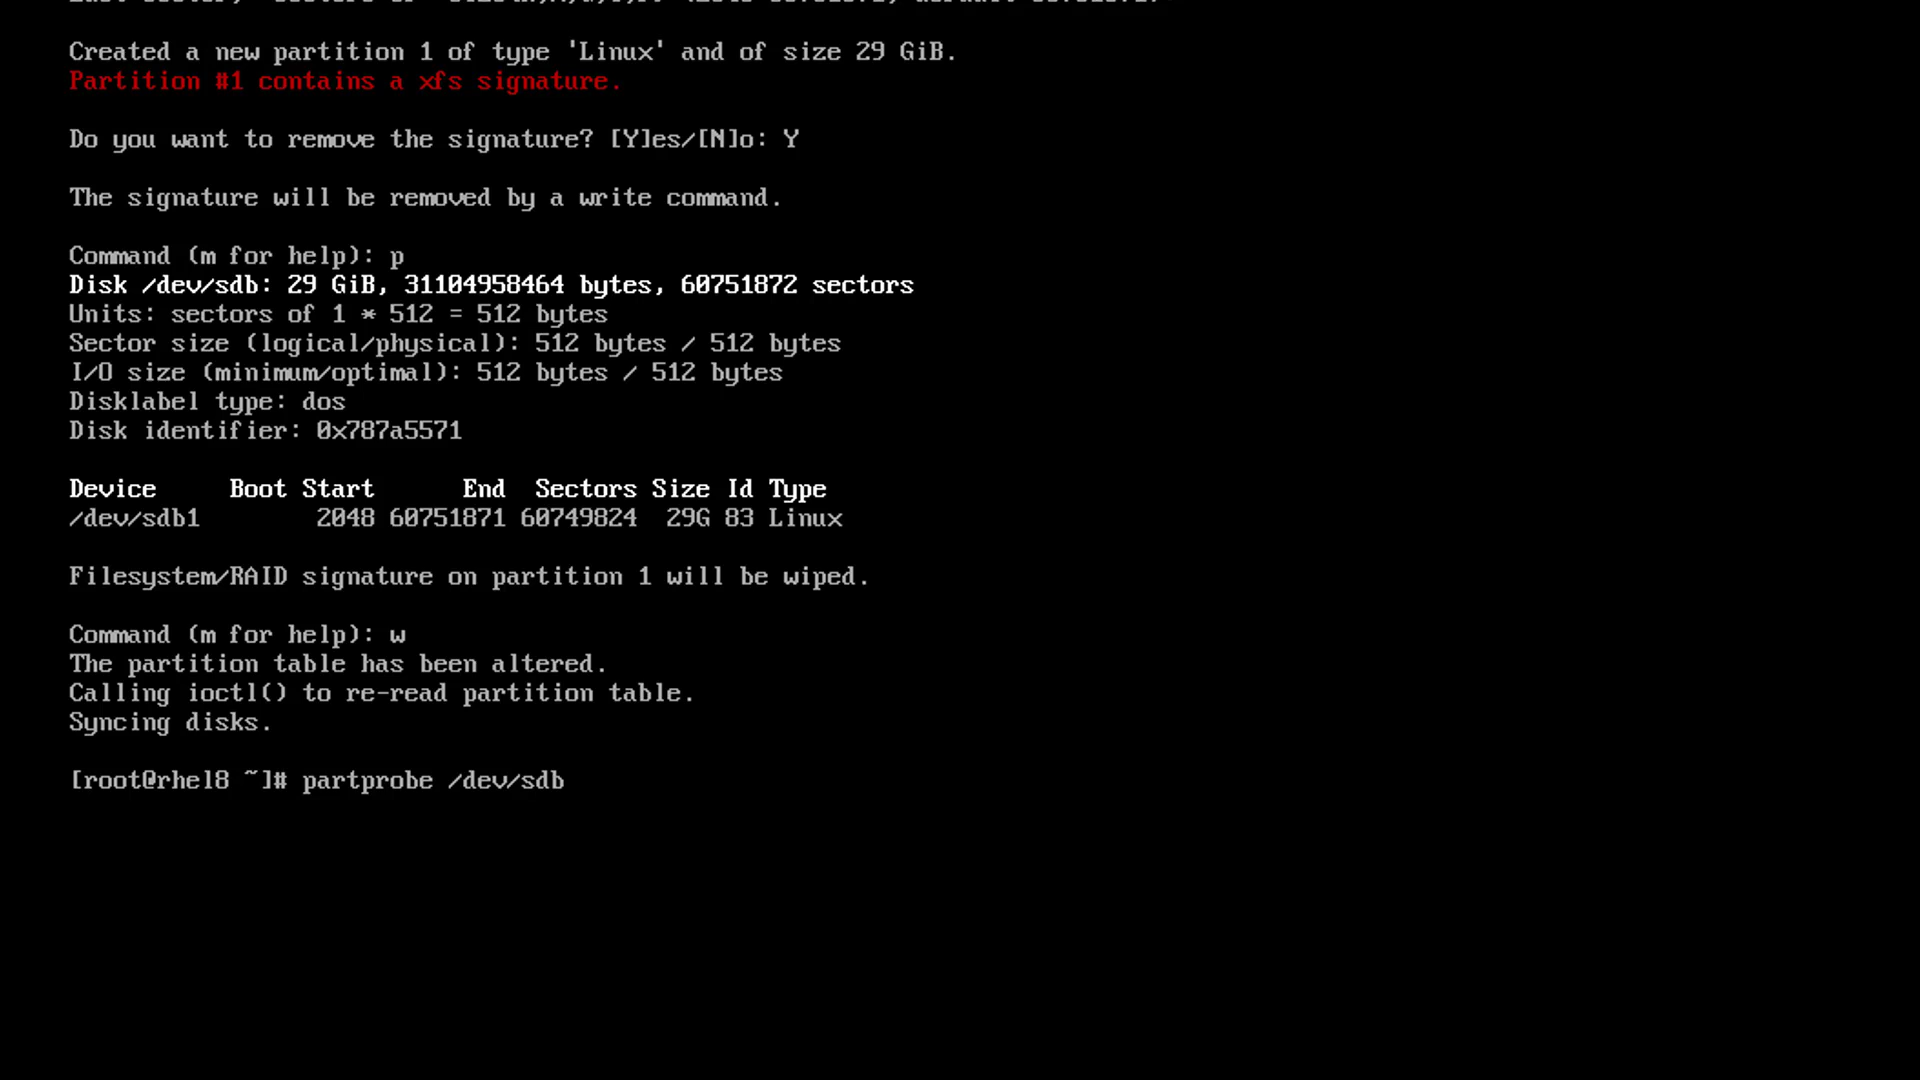 Created a new partition 1 of type 'Linux' and of size 29 GiB.
Partition #1 contains a xfs signature.
Do you want to remove the signature? [Y]es/[N]o: Y
The signature will be removed by a write command.
Command (m for help): p
Disk /dev/sdb: 29 GiB, 31104958464 bytes, 60751872 sectors
Units: sectors of 1 * 512 = 512 bytes
Sector size (logical/physical): 512 bytes / 512 bytes
I/O size (minimum/optimal): 512 bytes / 512 bytes
Disklabel type: dos
Disk identifier: 0x787a5571
Device     Boot Start      End  Sectors Size Id Type
/dev/sdb1        2048 60751871 60749824  29G 83 Linux
Filesystem/RAID signature on partition 1 will be wiped.
Command (m for help): w
The partition table has been altered.
Calling ioctl() to re-read partition table.
Syncing disks.
[root@rhel8 ~]# partprobe /dev/sdb